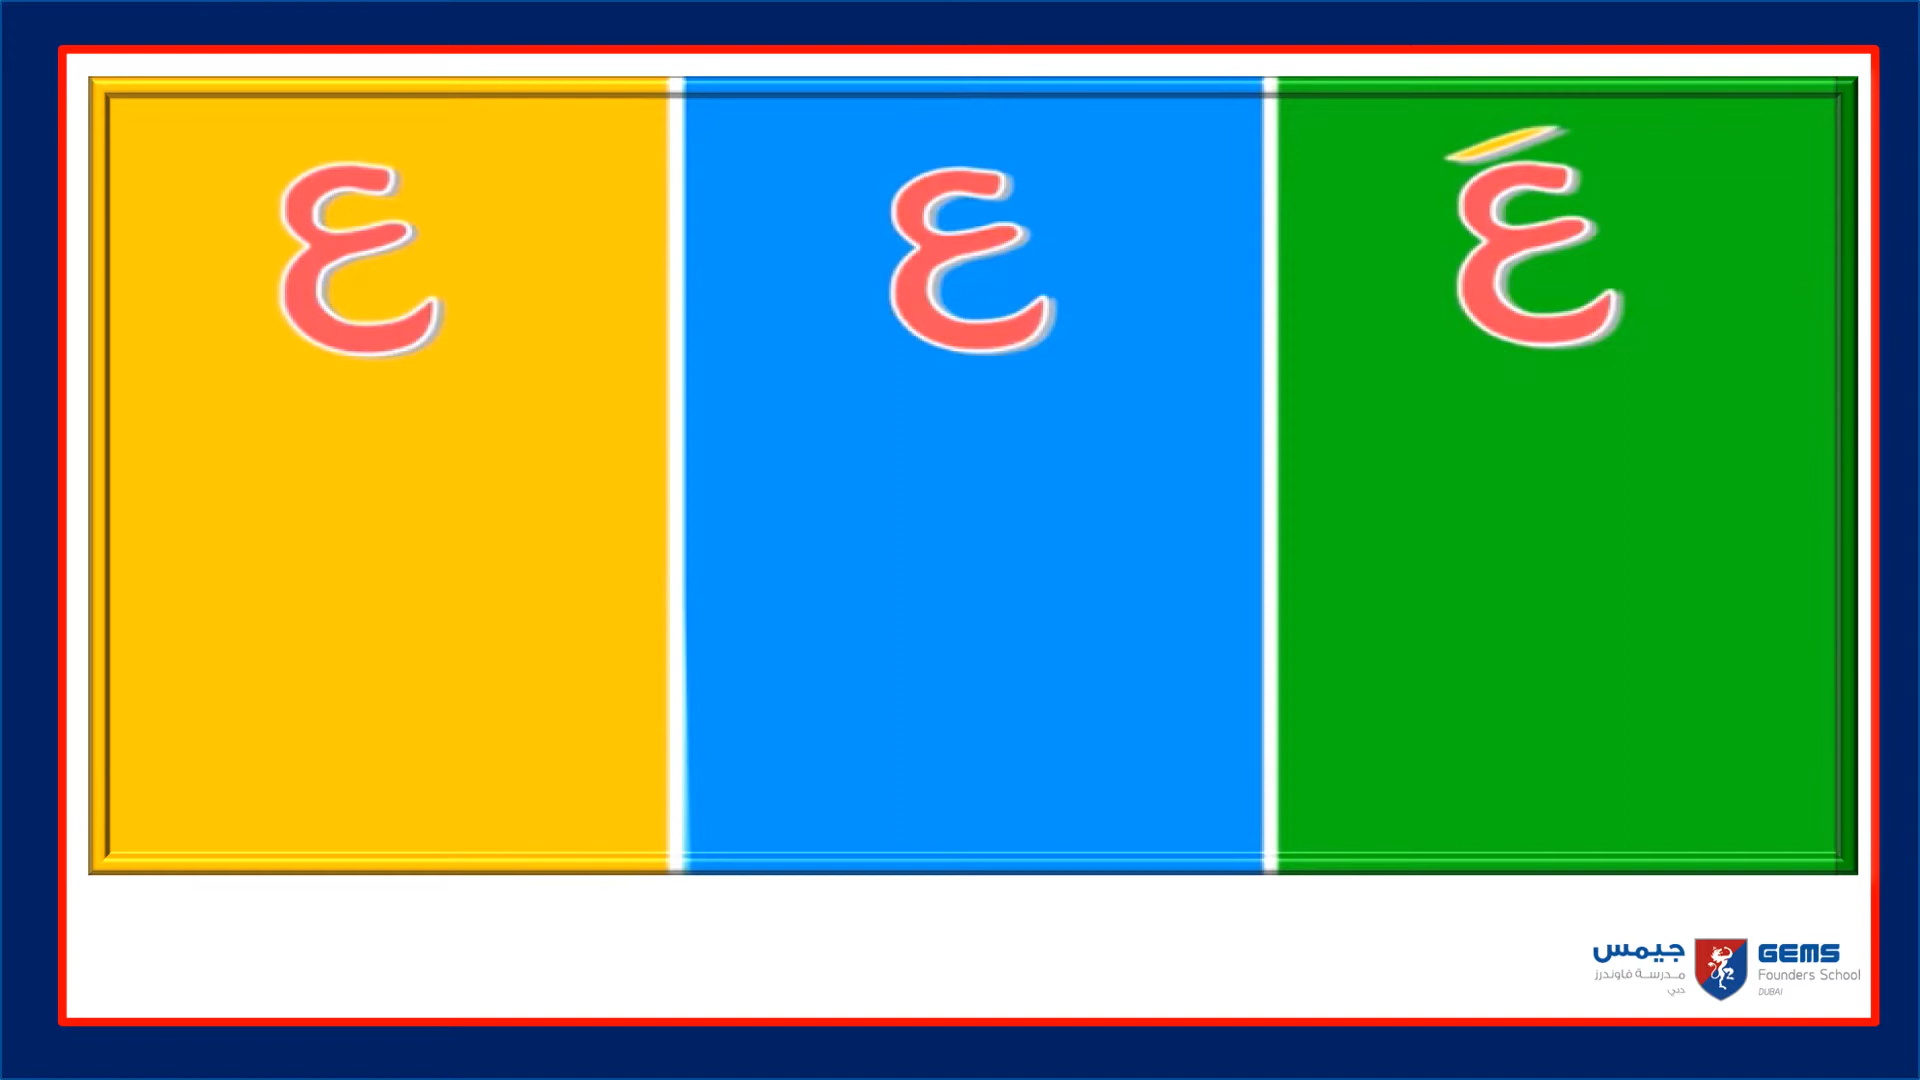 عَ ع ع
جيمس
مدرسة فاوندرز
دبي
GEMS
Founders School
DUBAI